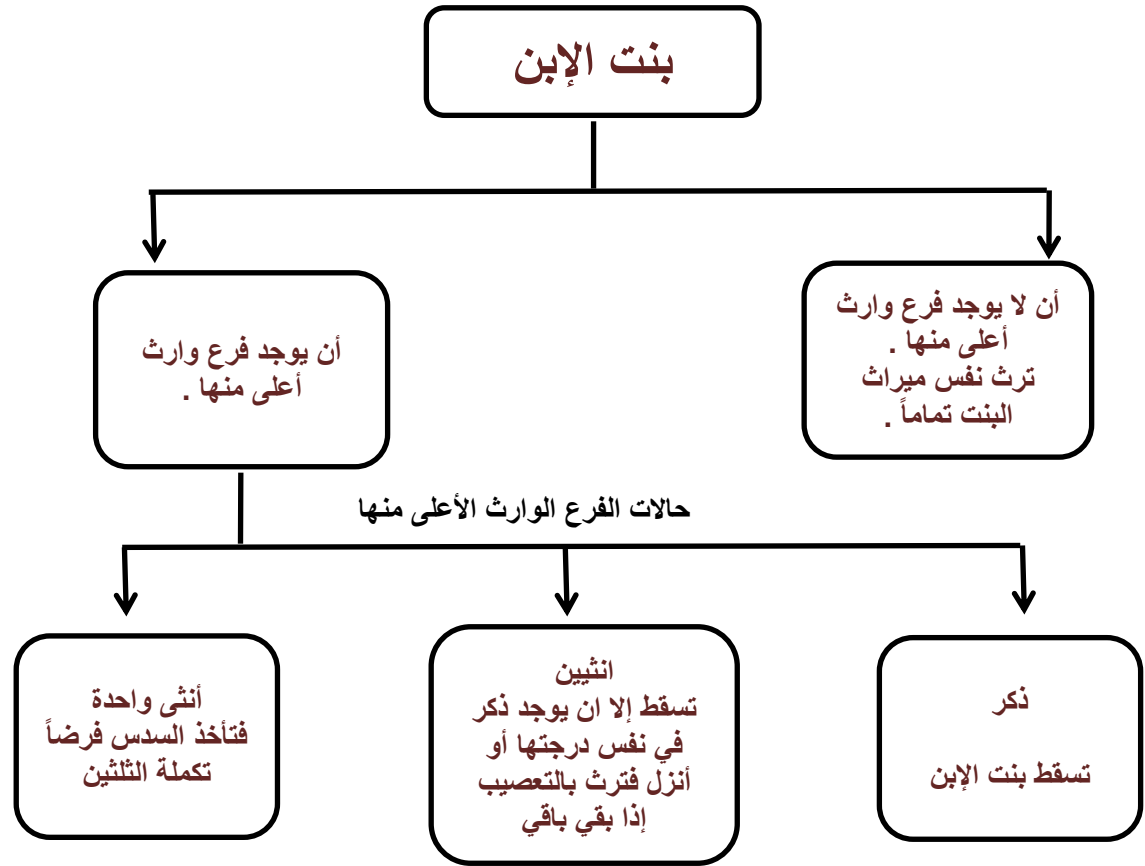 بنت الإبن
أن لا يوجد فرع وارث
أعلى منها .
ترث نفس ميراث
البنت تماماً .
أن يوجد فرع وارث
أعلى منها .
حالات الفرع الوارث الأعلى منها
ذكر
تسقط بنت الإبن
انثيين
تسقط إلا ان يوجد ذكر
في نفس درجتها أو
أنزل فترث بالتعصيب
إذا بقي باقي
أنثى واحدة
فتأخذ السدس فرضاً
تكملة الثلثين